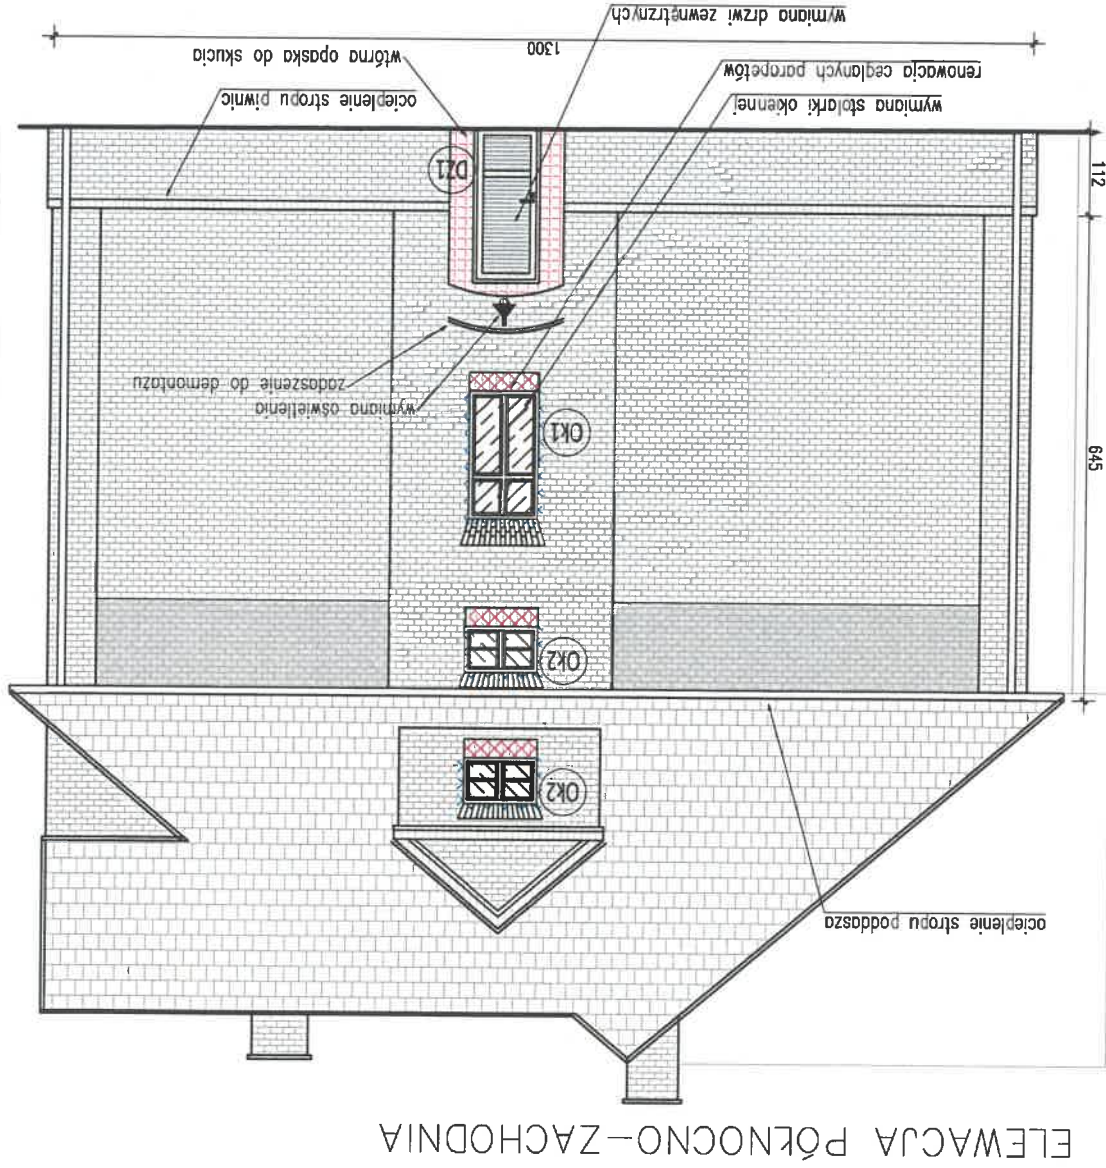 ELEWACJA PÓŁNOCNO-ZACHODNIA
ocieplenie stropu poddasza
Ok2
Ok2
Ok1
645
wymiana oświetlenia
zadaszenie do demontażu
DZ1
112
ocieplenie stropu piwnic
wymiana stolarki okiennej
wtórna opaska do skucia
renowacja ceglanych parapetów
1300
wymiana drzwi zewnętrznych